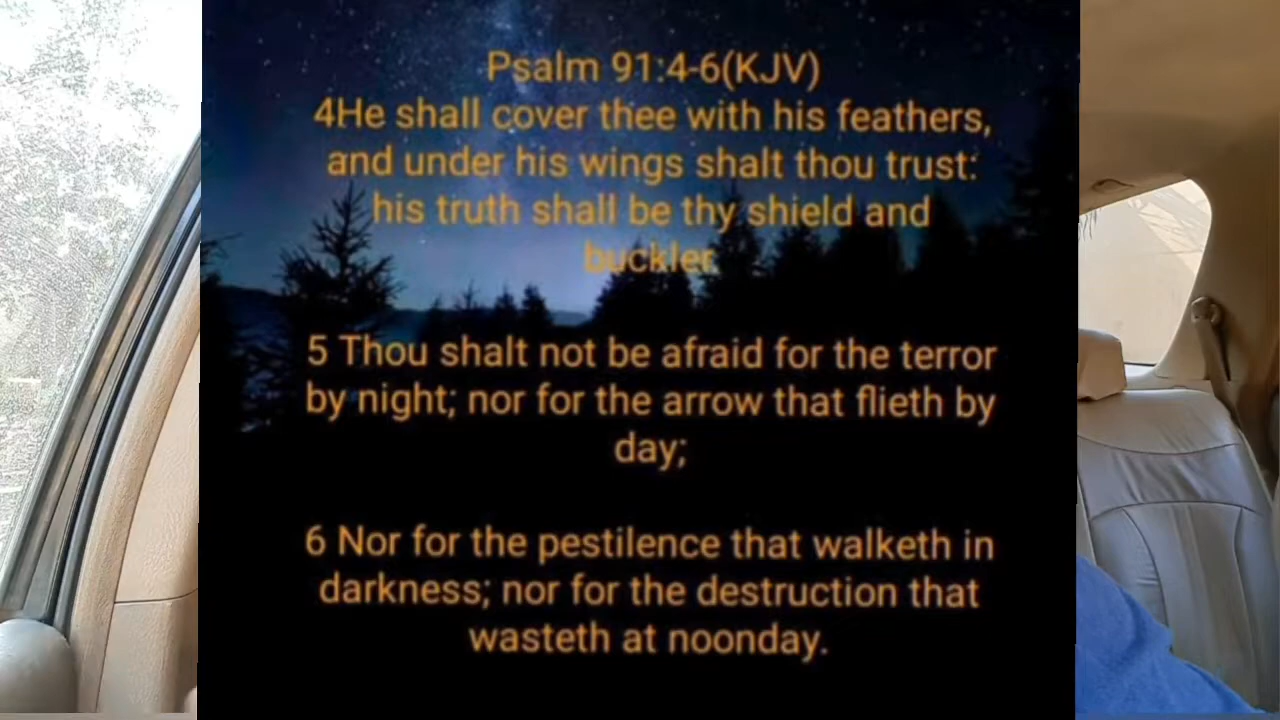 Psalm 91:4-6(KJV)
4He shall cover thee with his feathers,
and under his wings shalt thou trust:
his truth shall be thy shield and
buckler.
5 Thou shalt not be afraid for the terror
by night; nor for the arrow that flieth by
day;
6 Nor for the pestilence that walketh in
darkness; nor for the destruction that
wasteth at noonday.